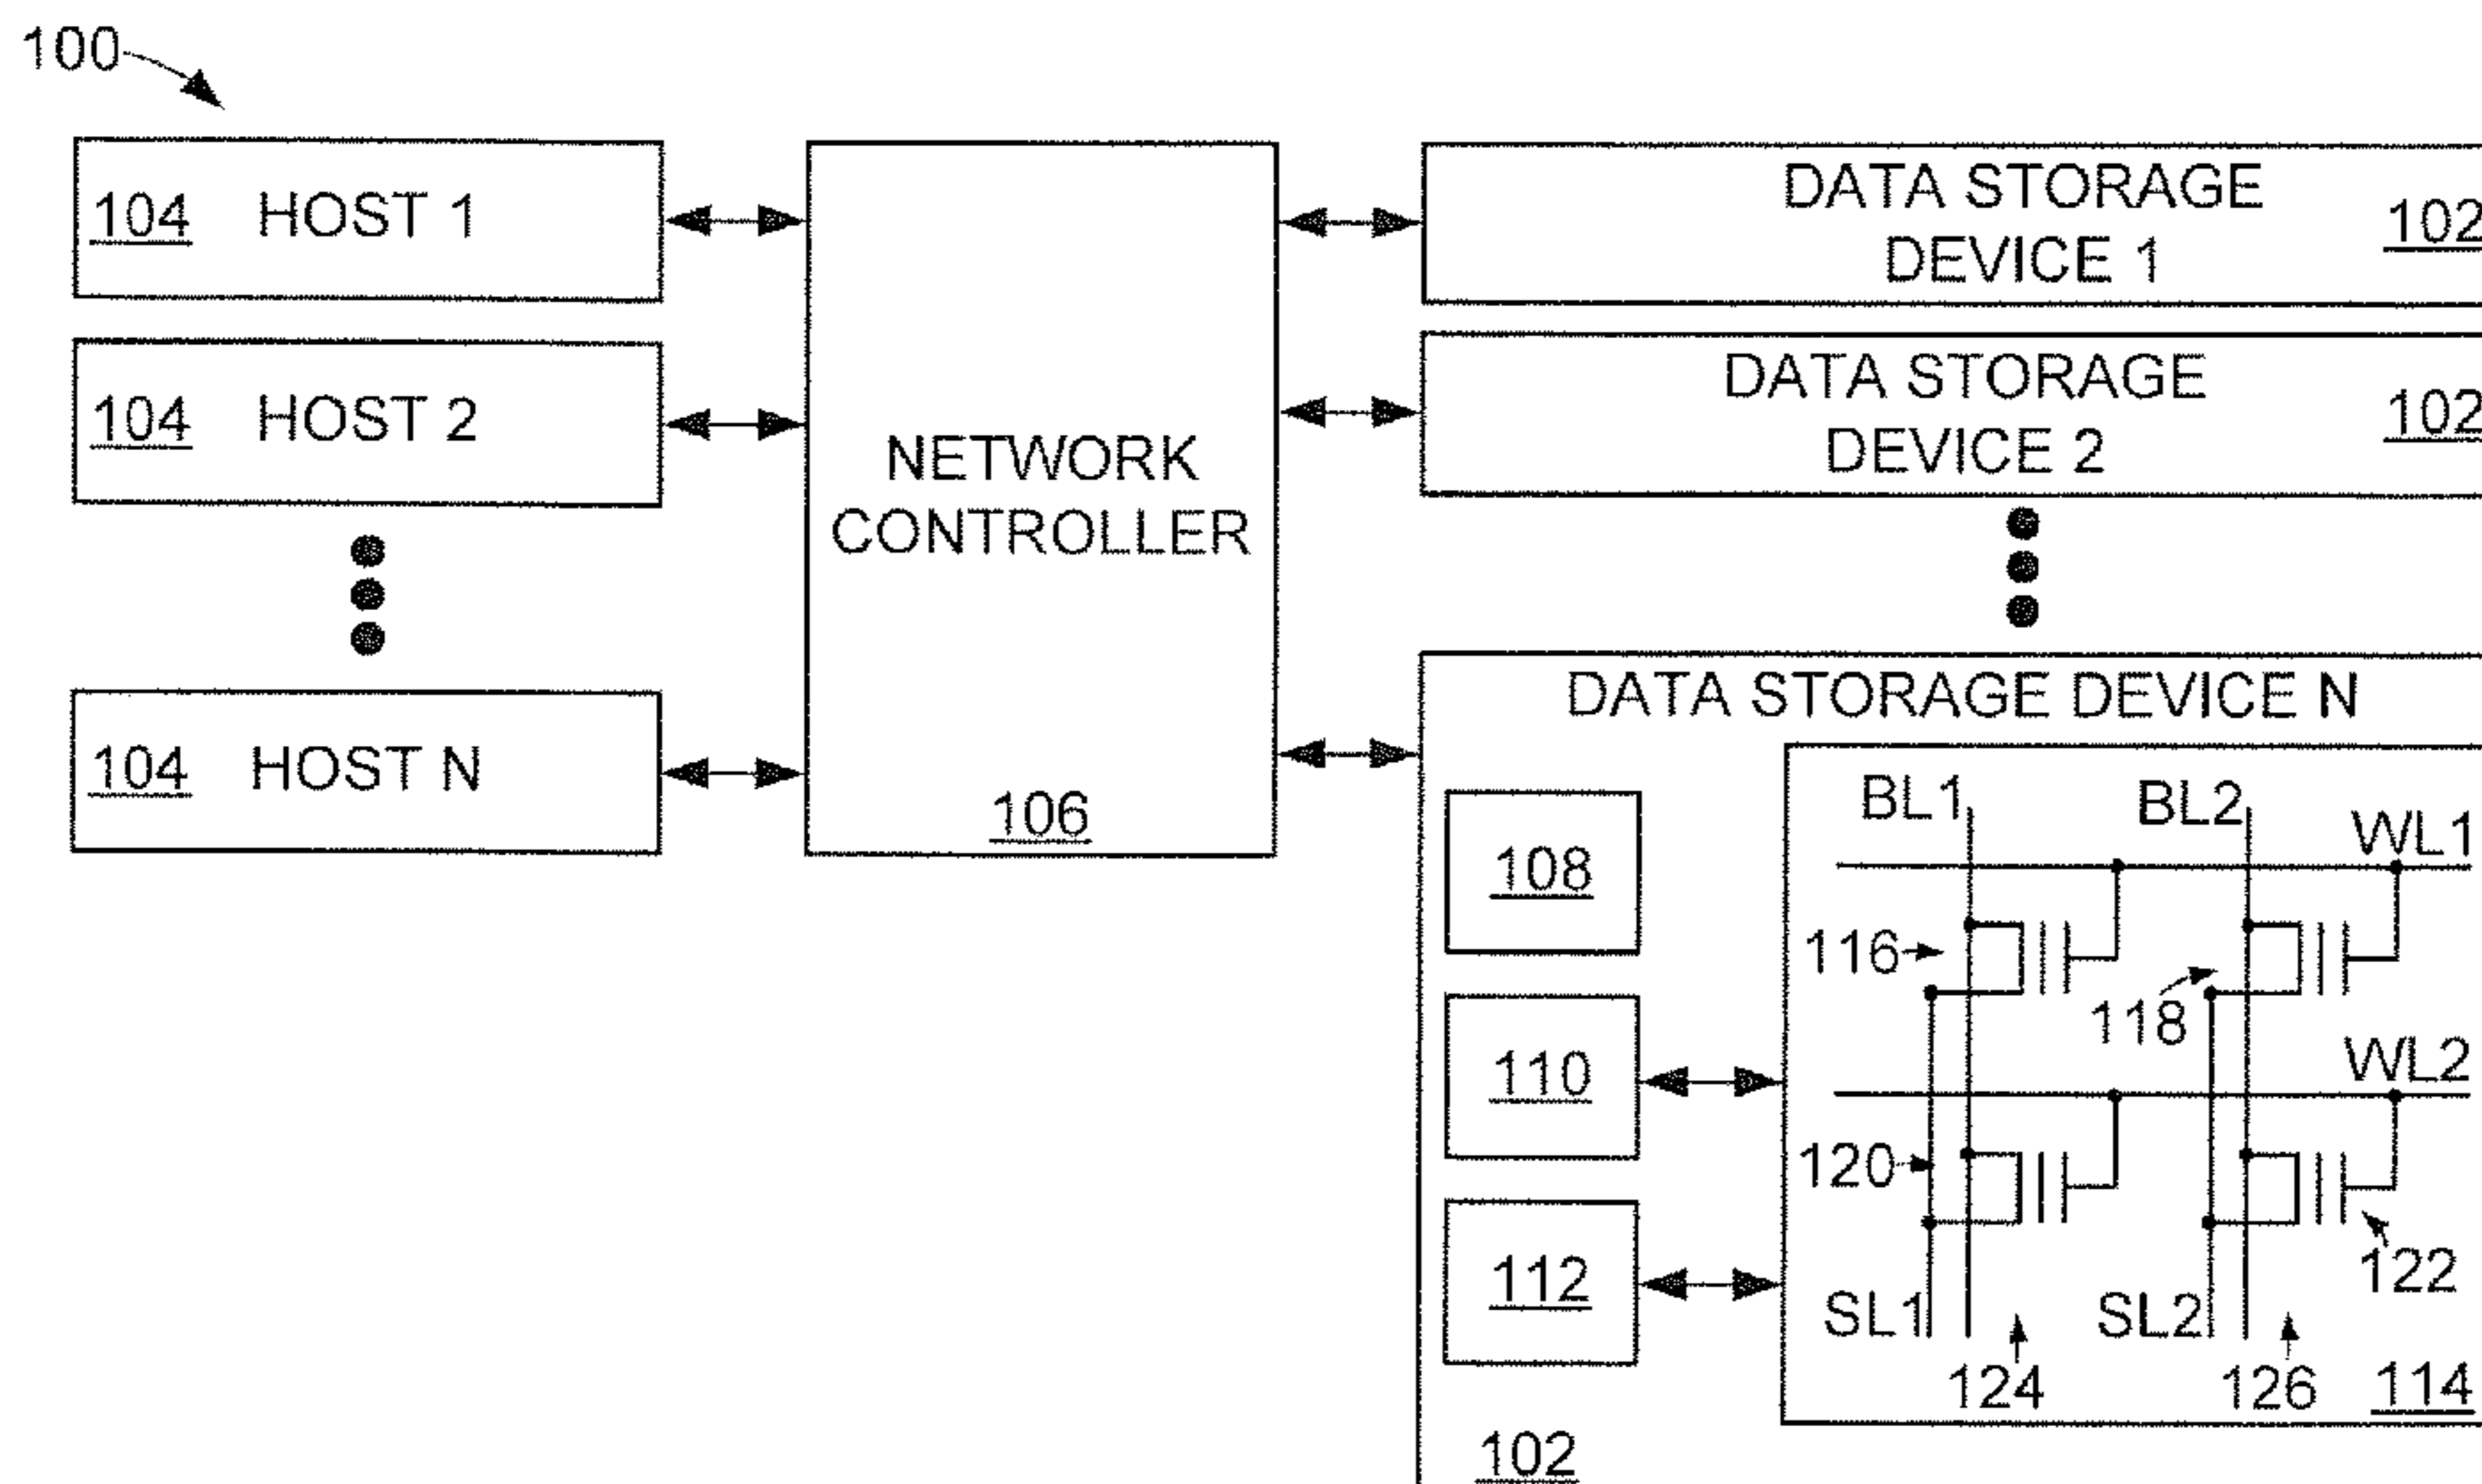 100
104 HOST 1
104 HOST 2
104 HOST N
NETWORK
CONTROLLER
106
DATA STORAGE
DEVICE 1
102
DATA STORAGE
DEVICE 2
102
DATA STORAGE DEVICE N
108
110
112
102
BL1
BL2
WL1
116
118
WL2
120
122
SL1
SL2
124
126
114